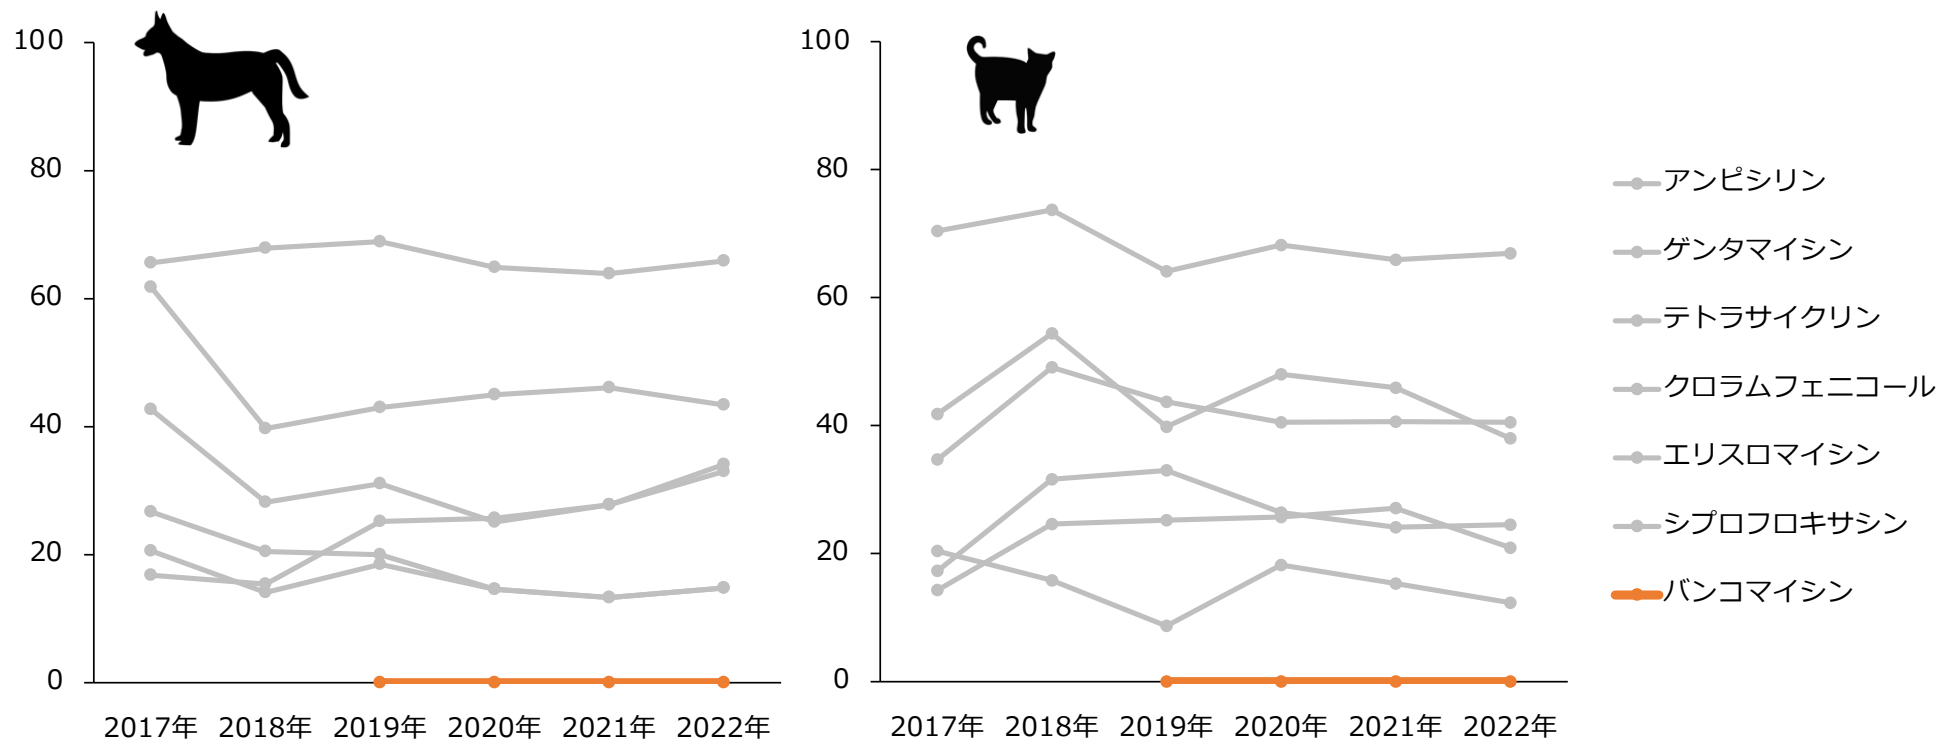 100
80
60
40
20
0
2017年 2018年 2019年 2020年 2021年 2022年
100
80
60
40
20
0
2017年 2018年 2019年 2020年 2021年 2022年
アンピシリン
ゲンタマイシン
テトラサイクリン
クロラムフェニコール
エリスロマイシン
シプロフロキサシン
バンコマイシン